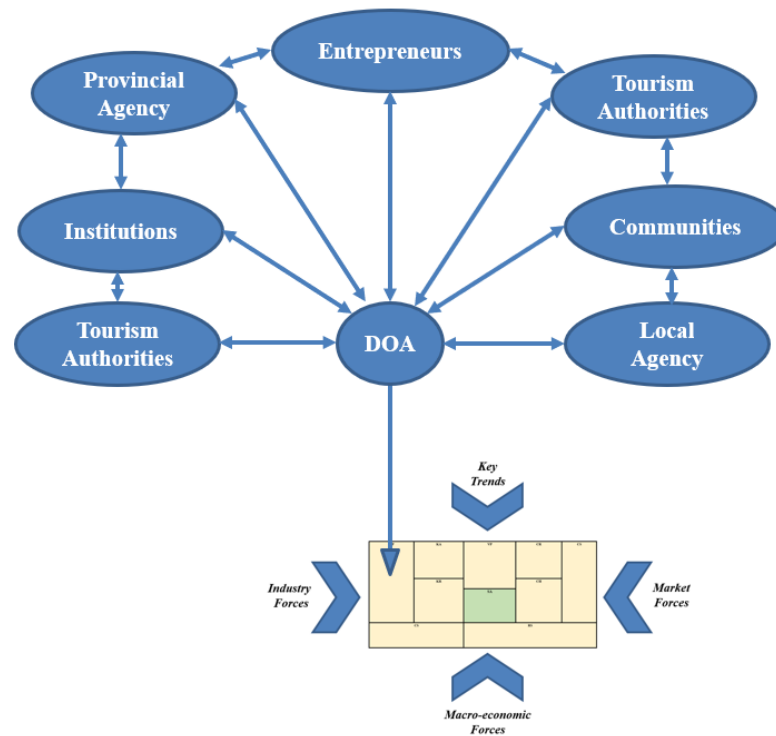 Entrepreneurs
Provincial
Agency
Tourism
Authorities
Institutions
Communities
Tourism
Authorities
DOA
Local
Agency
Key
Trends
Industry
Forces
Market
Forces
Macro-economic
Forces